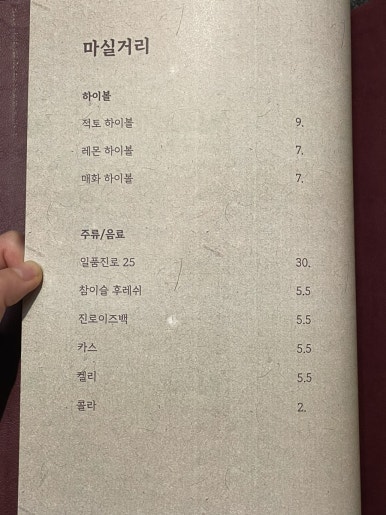 마실거리
하이볼
적토 하이볼 9.
레몬 하이볼 7.
매화 하이볼 7.
주류/음료
일품진로 25 30.
참이슬 후레쉬 5.5
진로이즈백 5.5
카스 5.5
켈리 5.5
콜라 2.